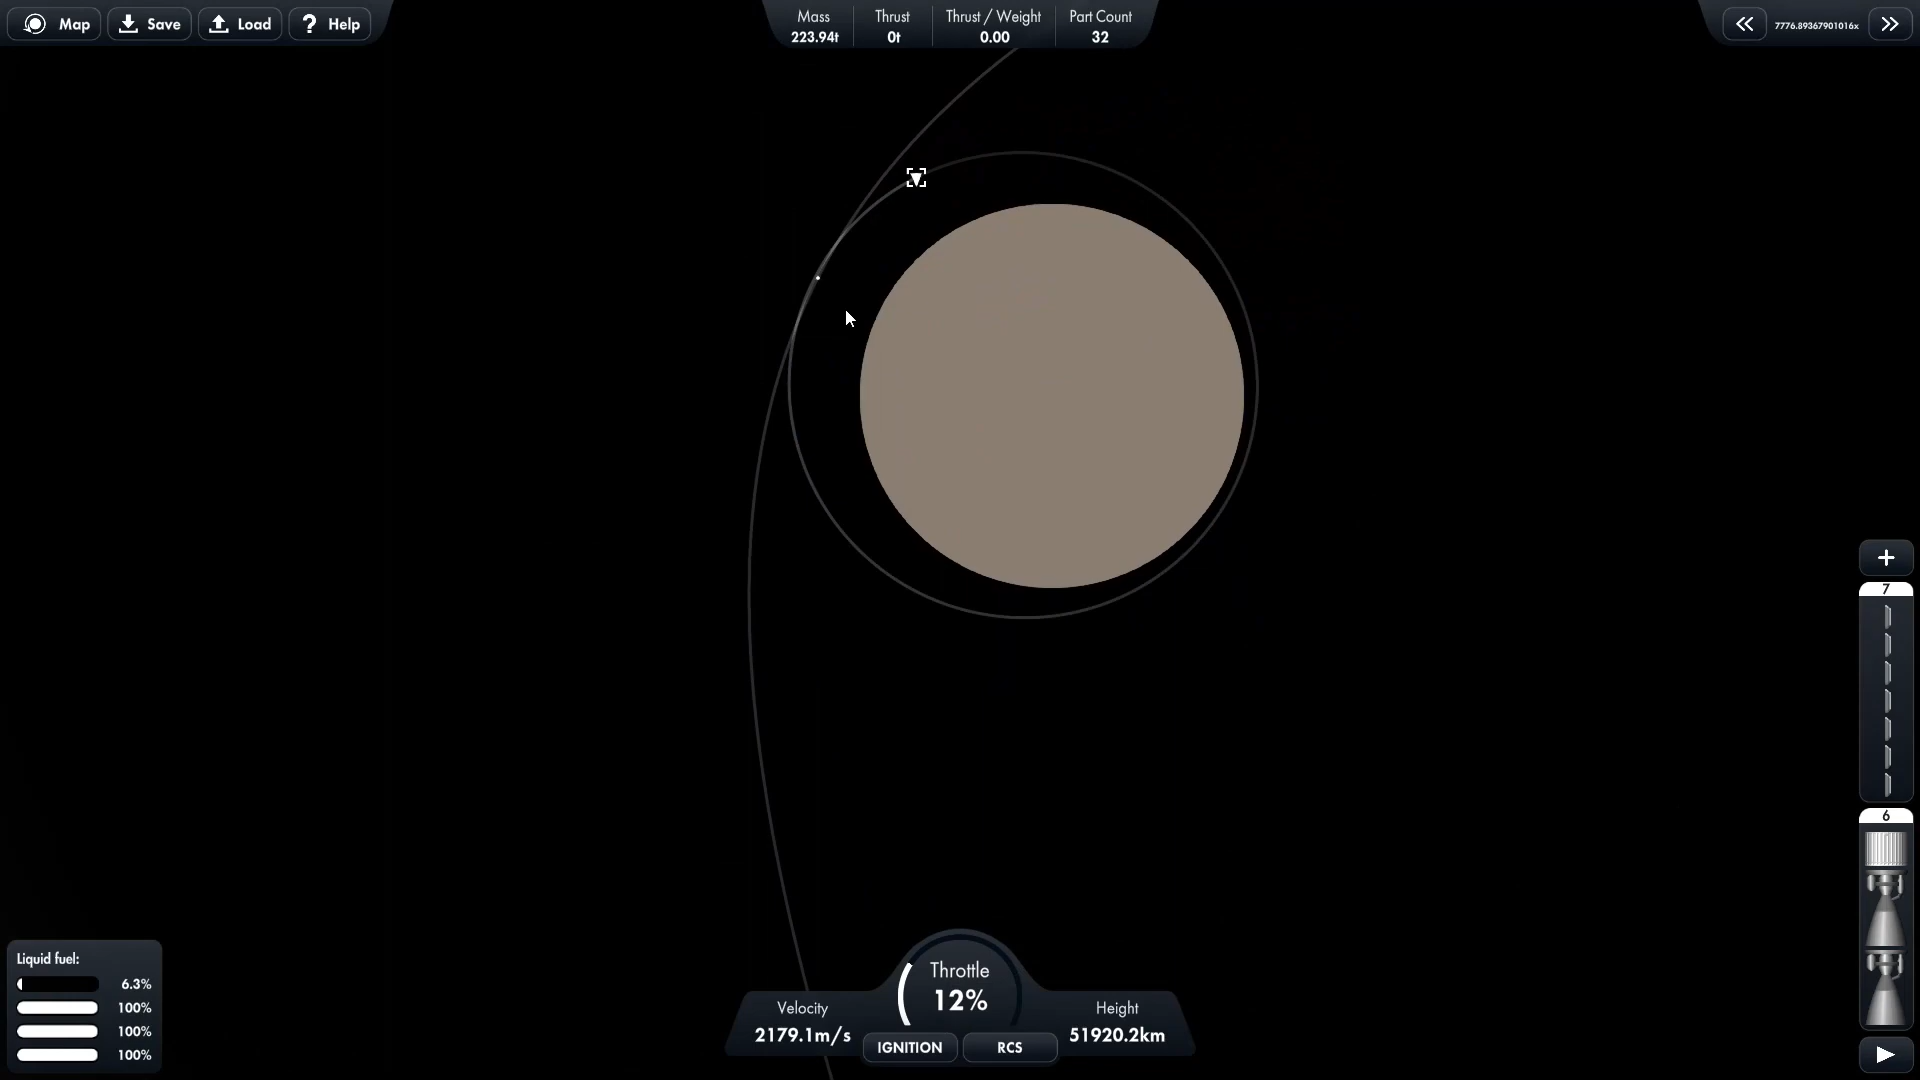 Map
Save
Load
Help
Mass
223.94t
Thrust
0t
Thrust / Weight
0.00
Part Count
32
7776.89367901016x
7
6
Liquid fuel:
6.3%
100%
100%
100%
Throttle
12%
Velocity
2179.1m/s
Height
51920.2km
IGNITION
RCS